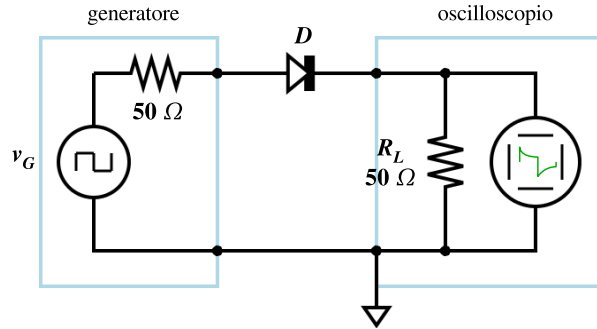 generatore
oscilloscopio
D
50 Ω
v_G
R_L
50 Ω